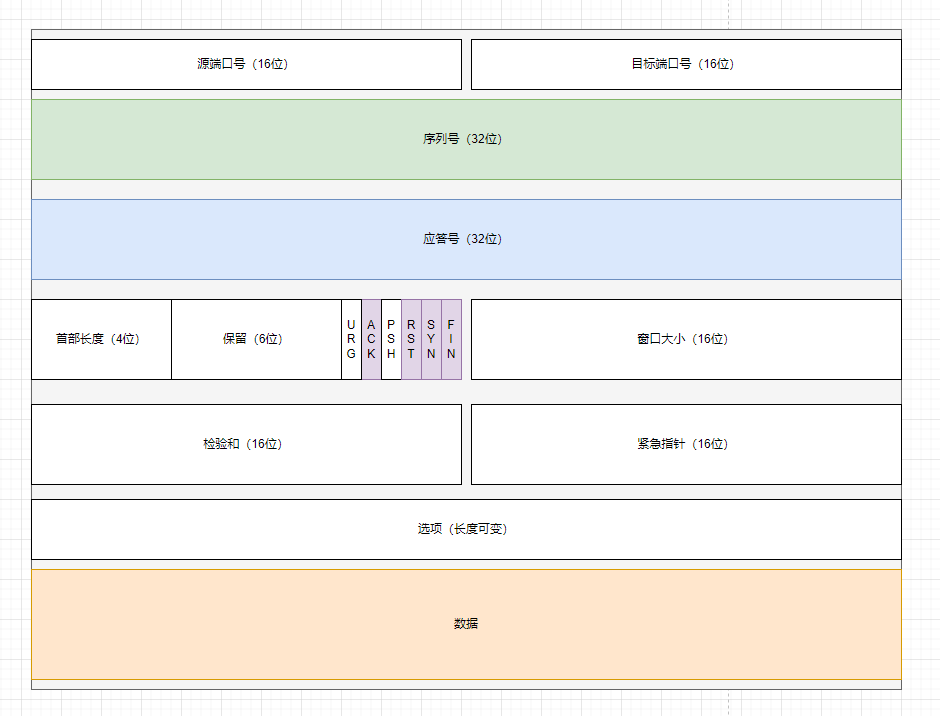 源端口号（16位）
目标端口号（16位）
序列号（32位）
应答号（32位）
首部长度（4位）
保留（6位）
URG
ACK
PSH
RST
SYN
FIN
窗口大小（16位）
检验和（16位）
紧急指针（16位）
选项（长度可变）
数据